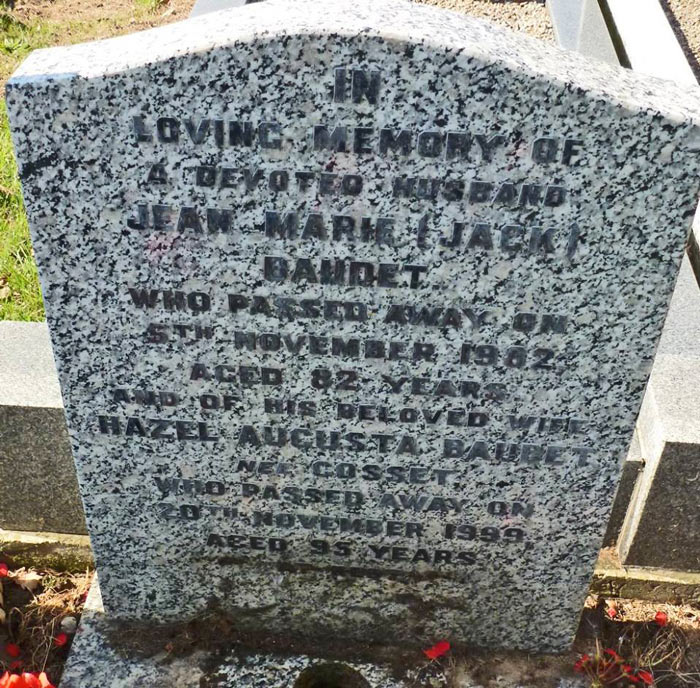 IN
LOVING MEMORY OF
A DEVOTED HUSBAND
JEAN MARIE (JACK)
BAUDET
WHO PASSED AWAY ON
5TH NOVEMBER 1982
AGED 82 YEARS
AND OF HIS BELOVED WIFE
HAZEL AUGUSTA BAUDET
NEE GOSSET
WHO PASSED AWAY ON
20TH NOVEMBER 1999
AGED 95 YEARS